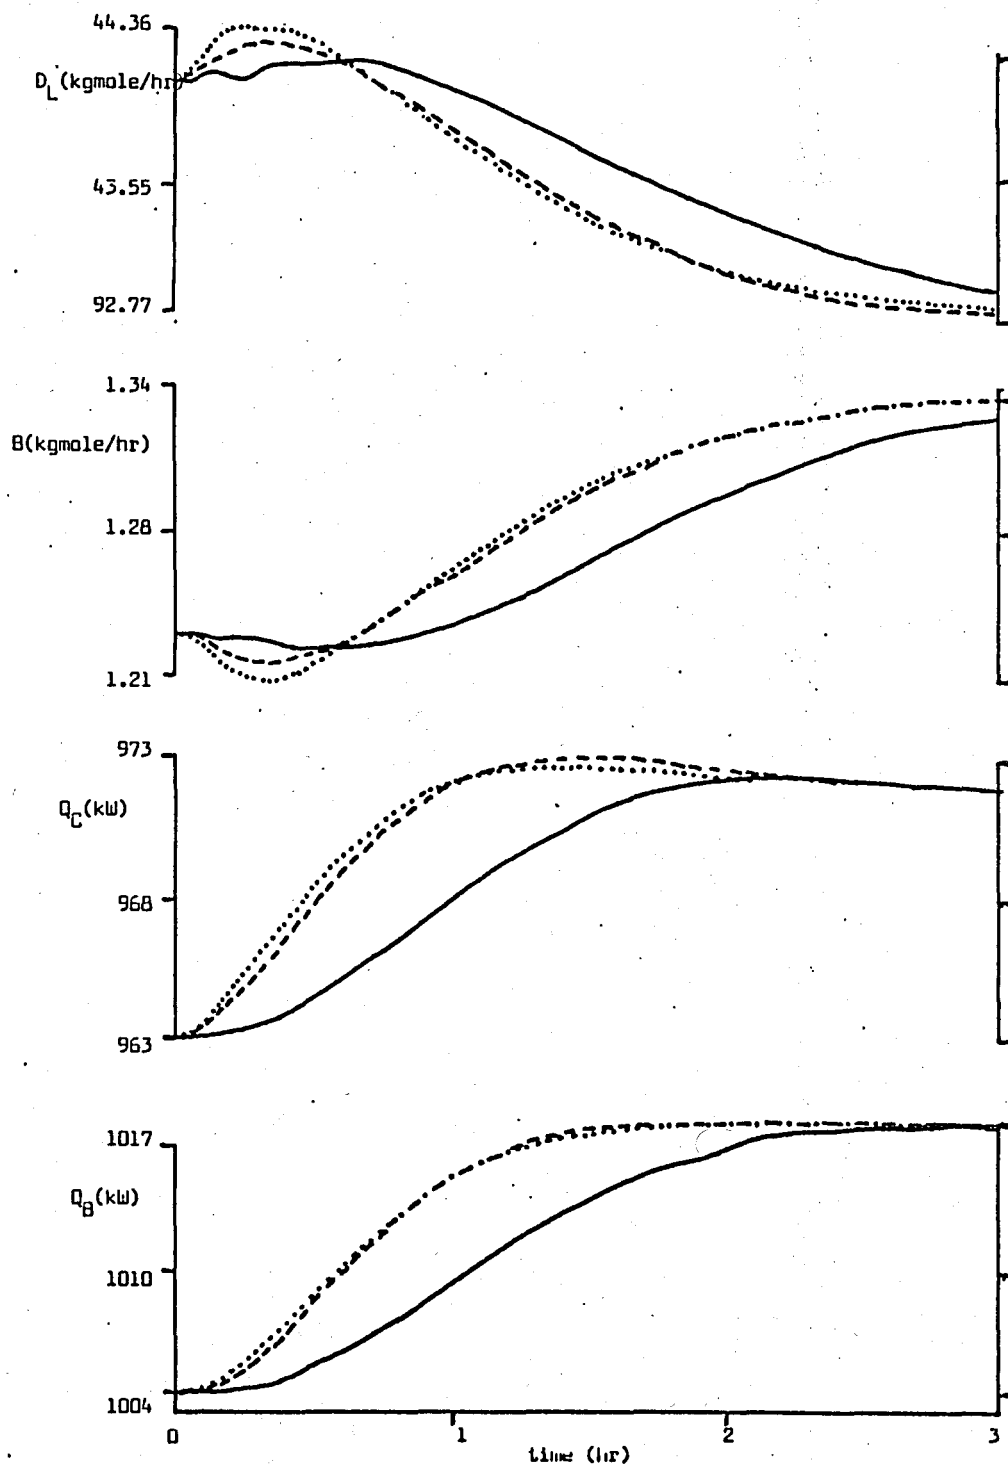 44.36
D_L (kgmole/hr)
43.55
92.77
1.34
B(kgmole/hr)
1.28
1.21
973
Q_C(kW)
968
963
1017
Q_B(kW)
1010
1004
0 1 2 3
time (hr)